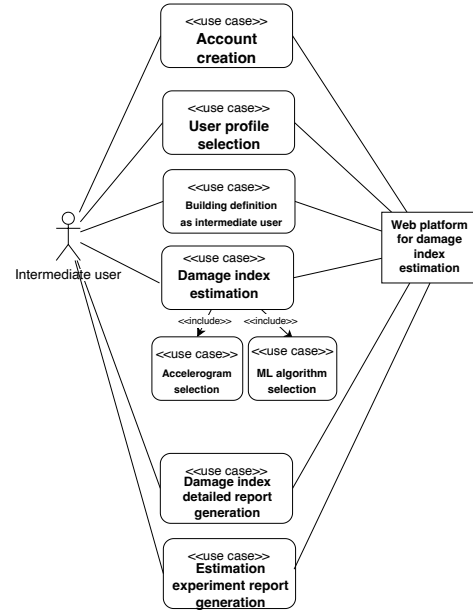 <<use case>>
Account
creation
<<use case>>
User profile
selection
<<use case>>
Building definition
as intermediate user
Intermediate user
Web platform
for damage
index
estimation
<<use case>>
Damage index
estimation
<<include>>
<<include>>
<<use case>>
Accelerogram
selection
<<use case>>
ML algorithm
selection
<<use case>>
Damage index
detailed report
generation
<<use case>>
Estimation
experiment report
generation